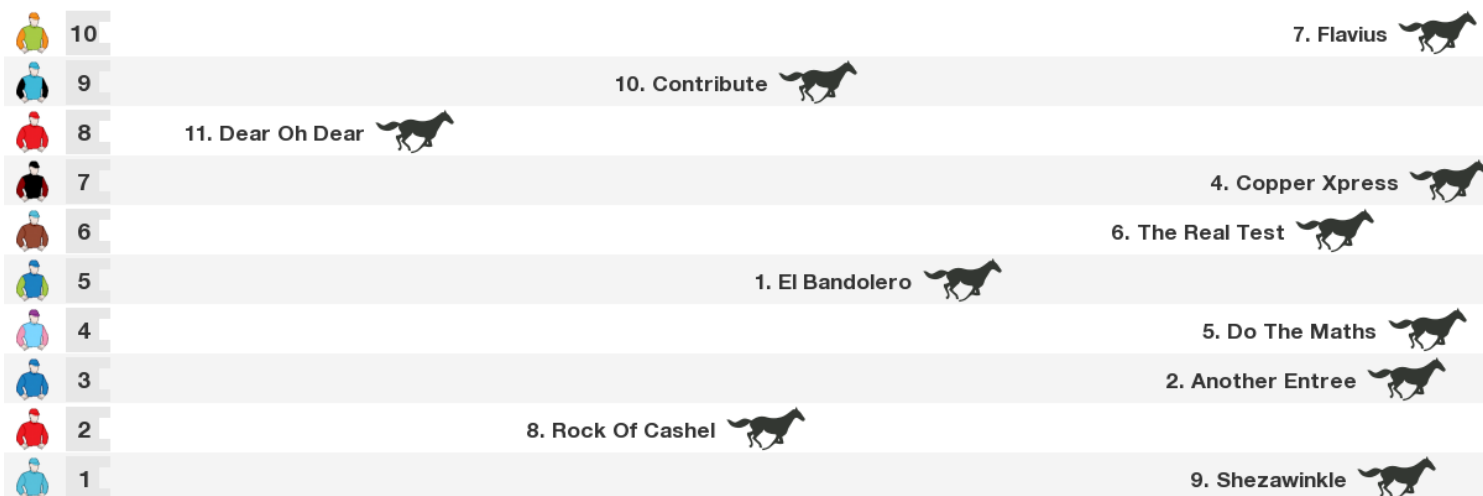 10 7. Flavius
9 10. Contribute
8 11. Dear Oh Dear
7 4. Copper Xpress
6 6. The Real Test
5 1. El Bandolero
4 5. Do The Maths
3 2. Another Entree
2 8. Rock Of Cashel
1 9. Shezawinkle